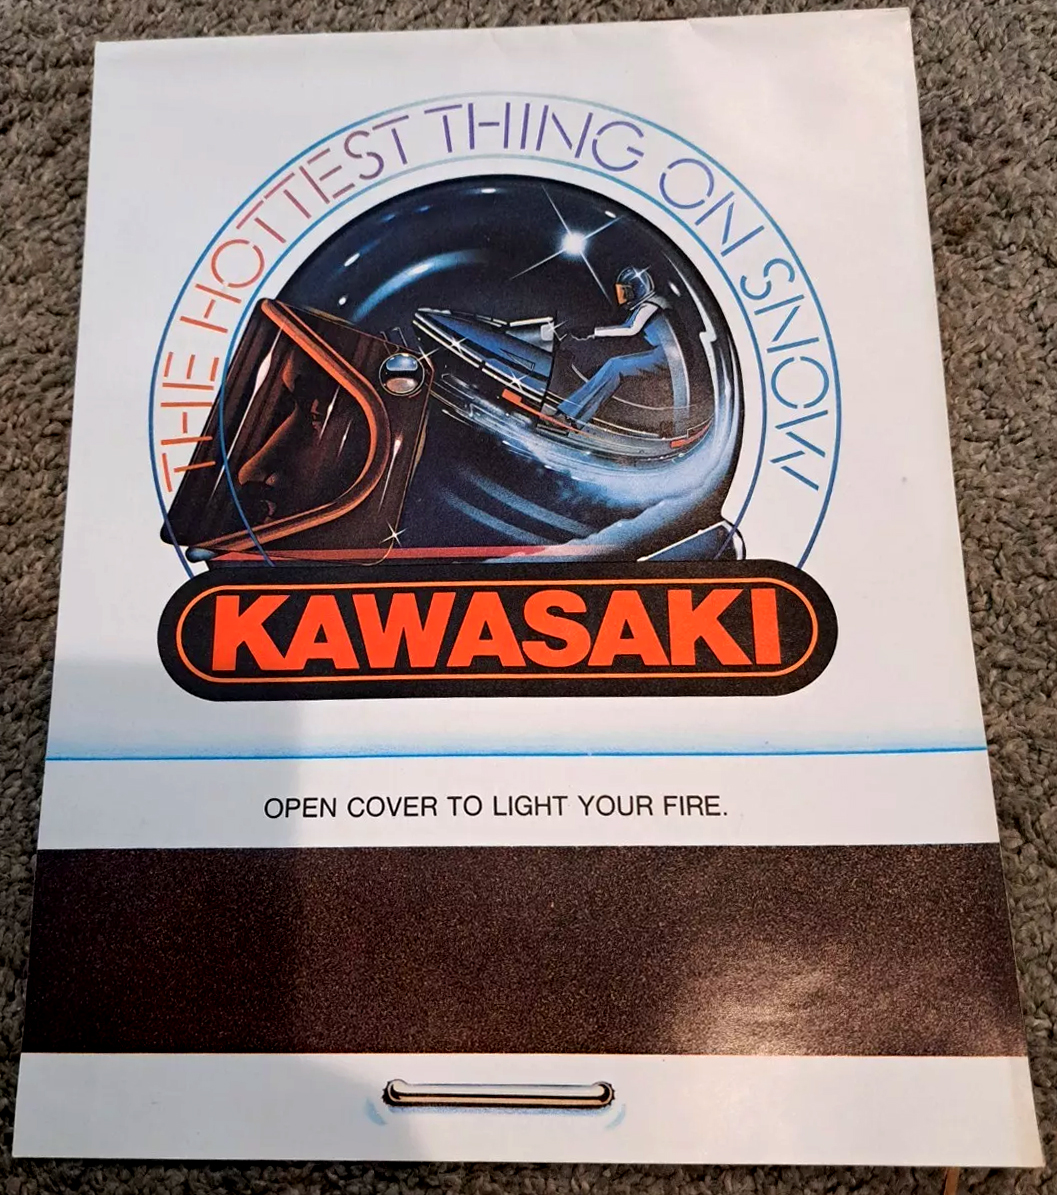 THE HOTTEST THING ON SNOW
KAWASAKI
OPEN COVER TO LIGHT YOUR FIRE.